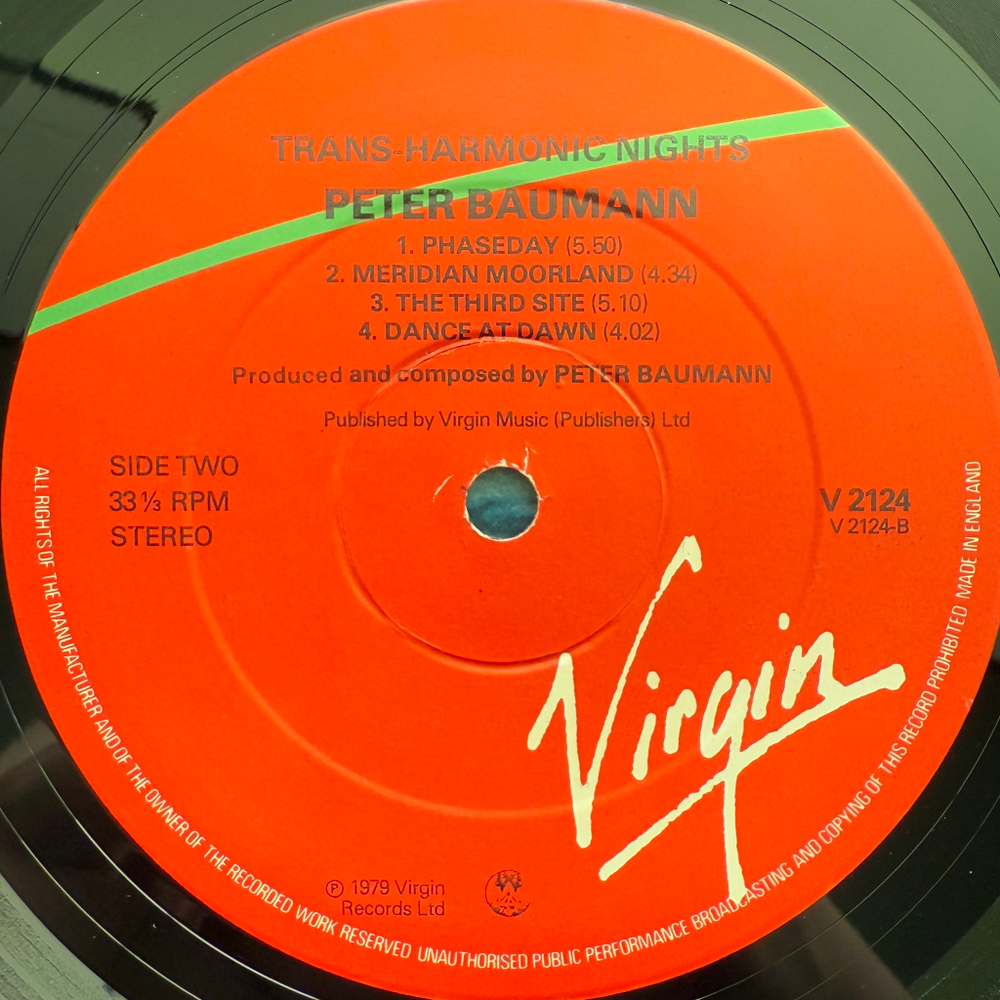 TRANS-HARMONIC NIGHTS
PETER BAUMANN
1. PHASEDAY (5.50)
2. MERIDIAN MOORLAND (4.34)
3. THE THIRD SITE (5.10)
4. DANCE AT DAWN (4.02)
Produced and composed by PETER BAUMANN
Published by Virgin Music (Publishers) Ltd
SIDE TWO
33 ⅓ RPM
STEREO
V 2124
V 2124-B
Virgin
℗ 1979 Virgin
Records Ltd
ALL RIGHTS OF THE MANUFACTURER AND OF THE OWNER OF THE RECORDED WORK RESERVED UNAUTHORISED PUBLIC PERFORMANCE BROADCASTING AND COPYING OF THIS RECORD PROHIBITED MADE IN ENGLAND